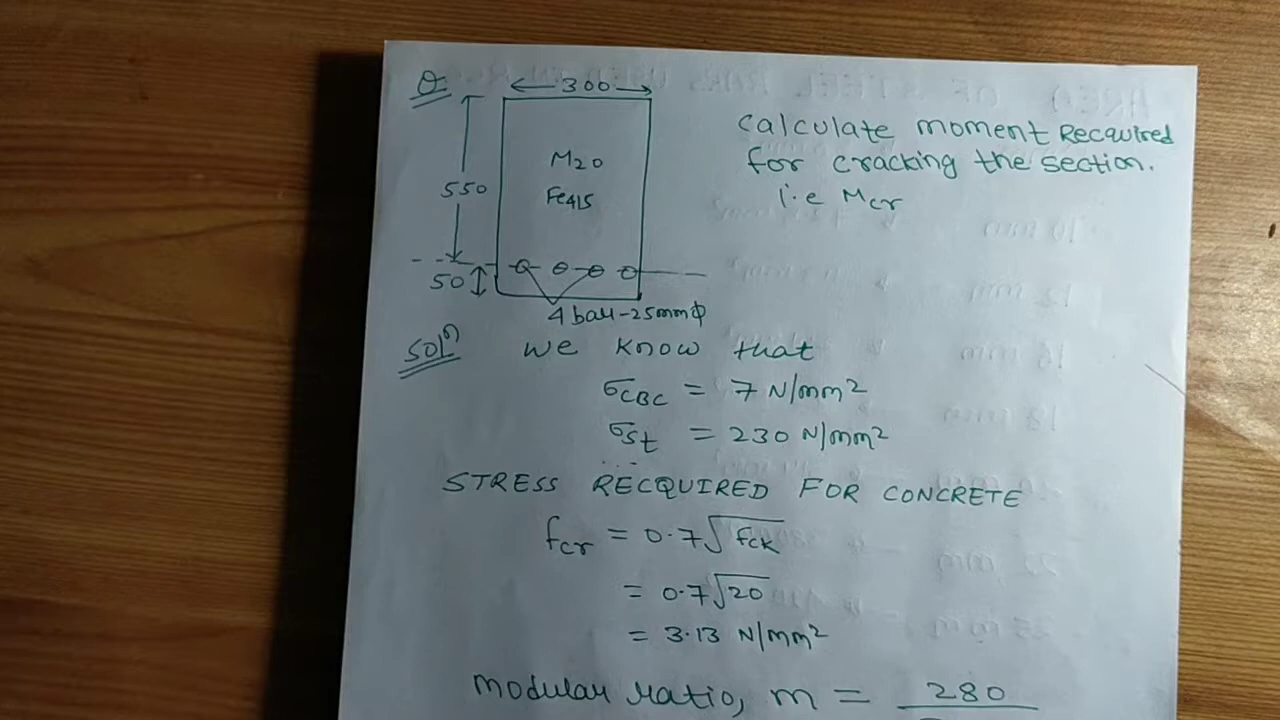 Q
300
calculate moment Recquired
for cracking the section.
i.e Mcr
M20
Fe415
550
50
4 bar-25mmϕ
Solⁿ we know that
σCBC = 7 N/mm²
σSt = 230 N/mm²
STRESS RECQUIRED FOR CONCRETE
fcr = 0.7√fck
= 0.7√20
= 3.13 N/mm²
modular ratio, m = 280